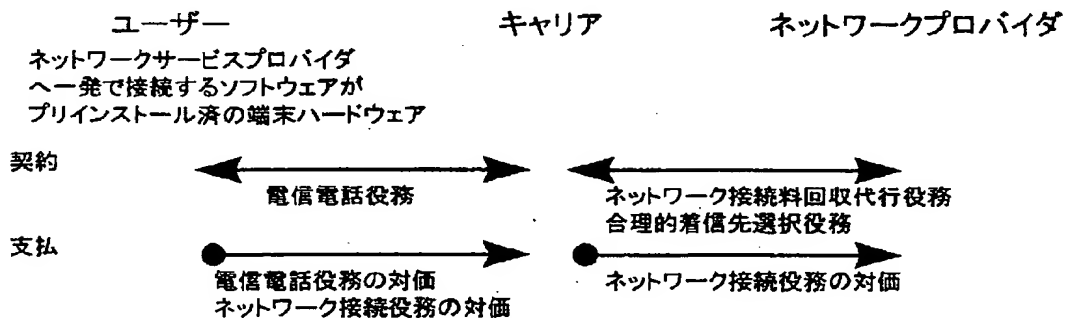 ユーザー キャリア ネットワークプロバイダ
ネットワークサービスプロバイダ
へ一発で接続するソフトウェアが
プリインストール済の端末ハードウェア
契約
電信電話役務
ネットワーク接続料回収代行役務
合理的着信先選択役務
支払
電信電話役務の対価
ネットワーク接続役務の対価
ネットワーク接続役務の対価